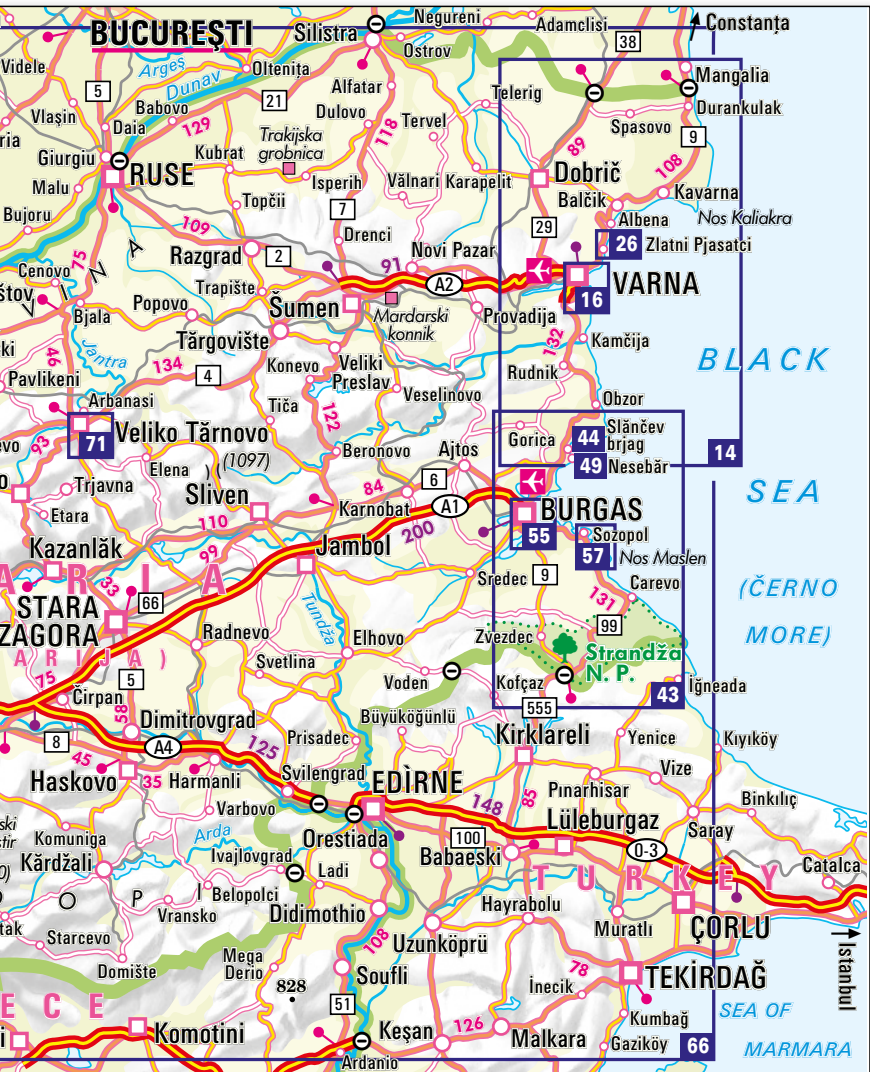 BUCUREŞTI
Silistra
Negureni
Adamclisi
Constanţa
Ostrov
38
Videle
Argeş
Olteniţa
Dunav
Mangalia
Alfatar
Telerig
5
21
Durankulak
Vlaşin
Babovo
Dulovo
Daia
129
118
Tervel
Spasovo
9
Trakijska
grobnica
89
Giurgiu
Kubrat
RUSE
Isperih
Vălnari
Karapelit
Dobrič
108
Malu
Balčik
Kavarna
Topčii
7
Bujoru
109
Albena
Nos Kaliakra
29
Drenci
75
Razgrad
2
Novi Pazar
26
Zlatni Pjasatci
91
Cenovo
Trapište
A2
VARNA
V I N A
Popovo
Šumen
16
Bjala
Mardarski
konnik
Provadija
Tărgovište
Kamčija
132
46
Jantra
134
Konevo
Veliki
Preslav
Rudnik
BLACK
Pavlikeni
4
Veselinovo
Arbanasi
Tiča
122
Obzor
71
Veliko Tărnovo
Gorica
44
Slănčev
brjag
14
93
Elena
(1097)
Beronovo
Ajtos
49
Nesebăr
Trjavna
Sliven
84
6
SEA
Etara
110
Karnobat
A1
BURGAS
200
55
Sozopol
Kazanlăk
99
Jambol
57
Nos Maslen
A R I A
33
Sredec
9
Carevo
(ČERNO
STARA
ZAGORA
66
131
Tundža
99
MORE)
Radnevo
Elhovo
Zvezdec
Strandža
N. P.
ARIJA)
Svetlina
75
5
Voden
Kofçaz
43
İğneada
Čirpan
58
555
Dimitrovgrad
Büyüköğünlü
8
A4
125
Prisadec
Kirklareli
Yenice
Kıyıköy
45
Haskovo
35
Harmanli
Svilengrad
EDİRNE
Pınarhisar
Vize
Varbovo
148
85
Binkılıç
Komuniga
Arda
Orestiada
100
Lüleburgaz
Saray
Kărdžali
Ivajlovgrad
Babaeski
0-3
Ladi
Catalca
TURKEY
O P I
Belopolci
Vransko
Didimothio
Hayrabolu
ÇORLU
Starcevo
Uzunköprü
Muratlı
Istanbul
Domište
Mega
Derio
108
Soufli
78
TEKİRDAĞ
828
İnecik
ECE
51
Kumbağ
SEA OF
Komotini
Keşan
126
Malkara
Gaziköy
66
MARMARA
Ardanio